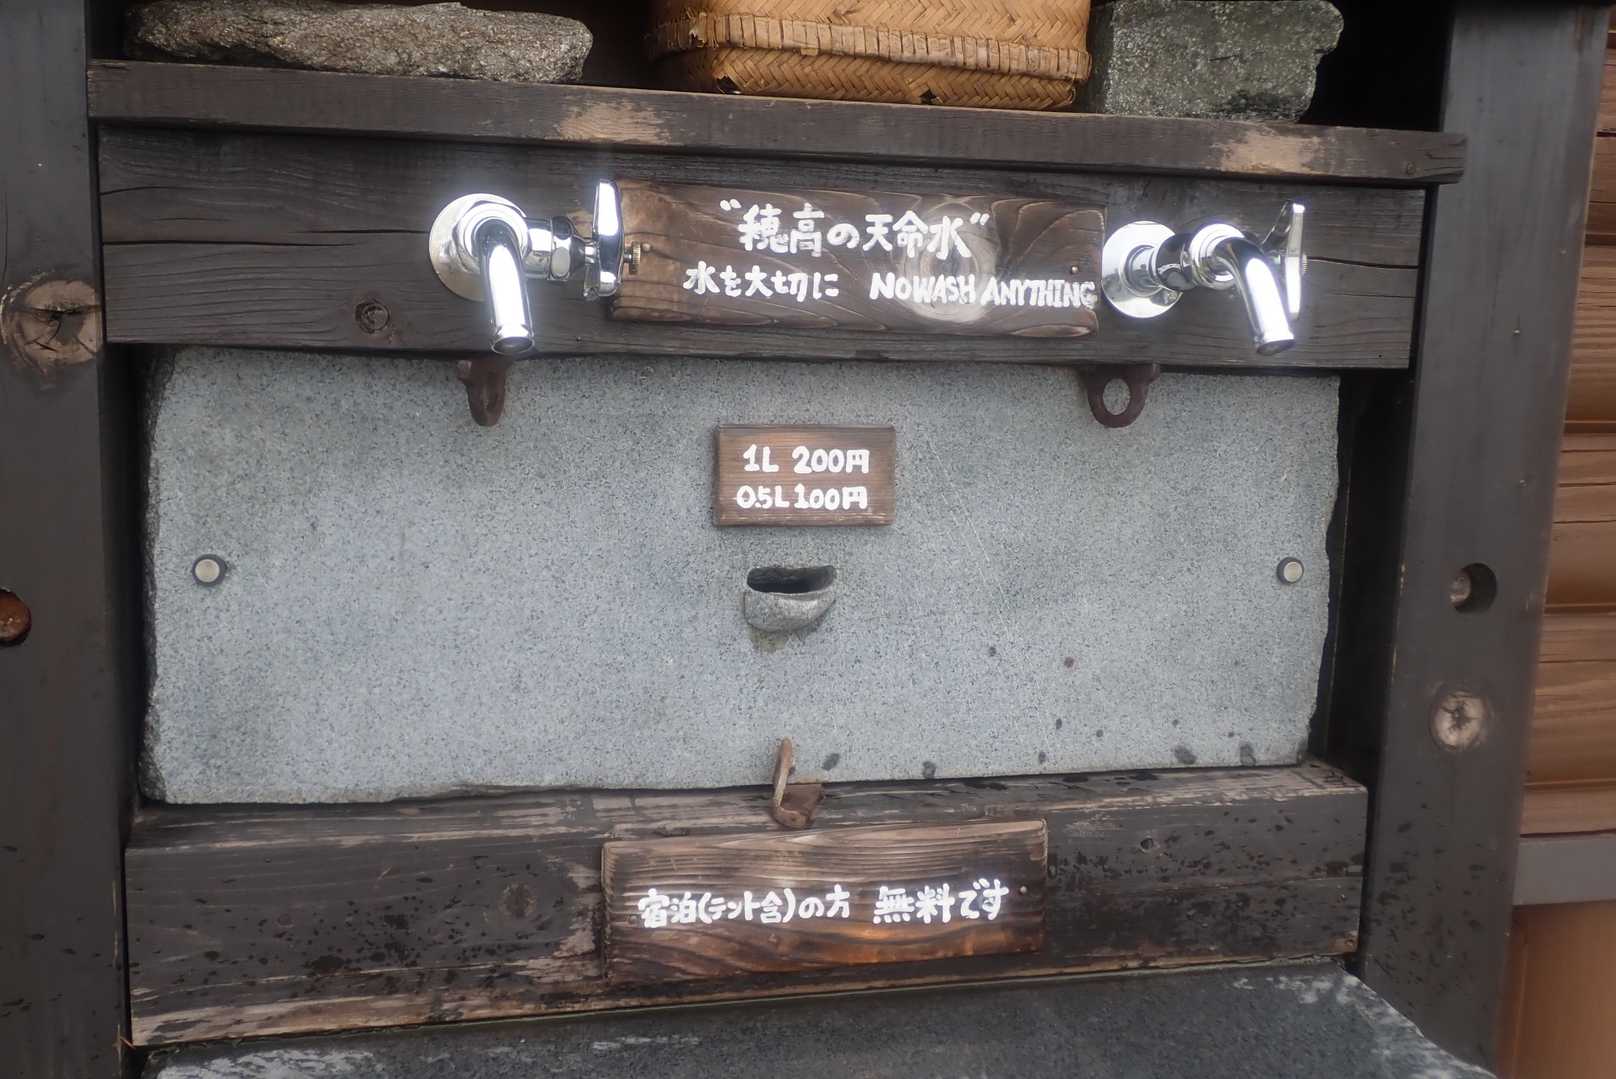 "穂高の天命水"
水を大切に NOWASH ANYTHING
1L 200円
0.5L 100円
宿泊(テント含)の方 無料です